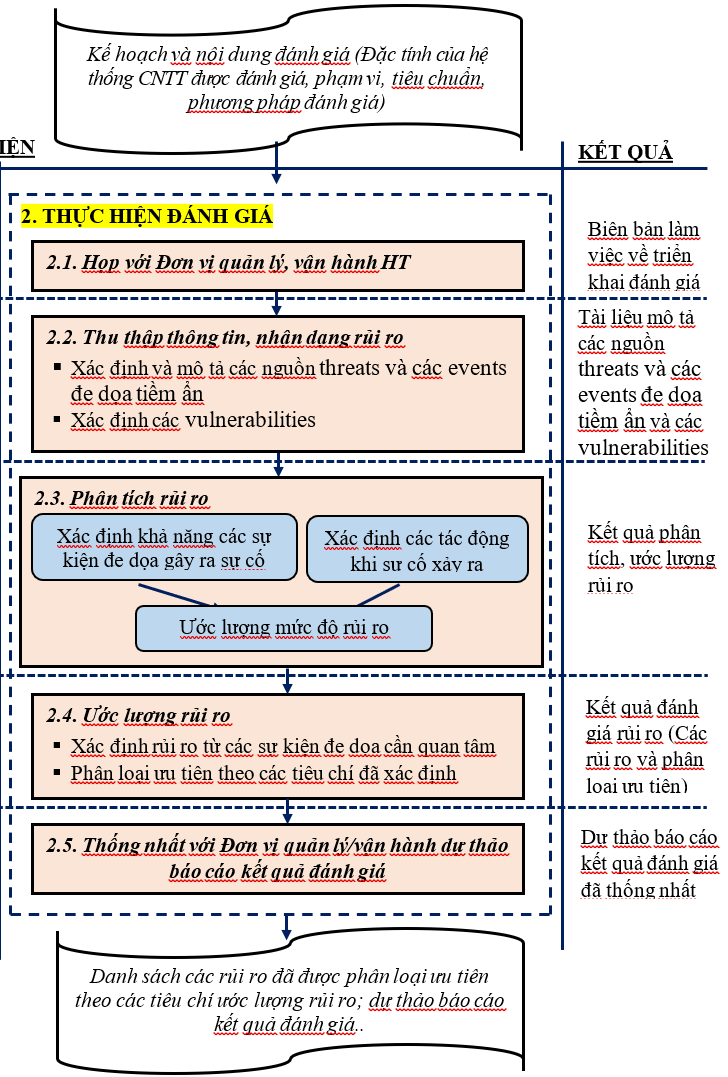 Kế hoạch và nội dung đánh giá (Đặc tính của hệ
thống CNTT được đánh giá, phạm vi, tiêu chuẩn,
phương pháp đánh giá)
IỆN
KẾT QUẢ
2. THỰC HIỆN ĐÁNH GIÁ
2.1. Họp với Đơn vị quản lý, vận hành HT
Biên bản làm
việc về triển
khai đánh giá
2.2. Thu thập thông tin, nhận dạng rủi ro
▪ Xác định và mô tả các nguồn threats và các events
đe dọa tiềm ẩn
▪ Xác định các vulnerabilities
Tài liệu mô tả
các nguồn
threats và các
events đe dọa
tiềm ẩn và các
vulnerabilities
2.3. Phân tích rủi ro
Xác định khả năng các sự
kiện đe dọa gây ra sự cố
Xác định các tác động
khi sự cố xảy ra
Ước lượng mức độ rủi ro
Kết quả phân
tích, ước lượng
rủi ro
2.4. Ước lượng rủi ro
▪ Xác định rủi ro từ các sự kiện đe dọa cần quan tâm
▪ Phân loại ưu tiên theo các tiêu chí đã xác định
Kết quả đánh
giá rủi ro (Các
rủi ro và phân
loại ưu tiên)
2.5. Thống nhất với Đơn vị quản lý/vận hành dự thảo
báo cáo kết quả đánh giá
Dự thảo báo cáo
kết quả đánh giá
đã thống nhất
Danh sách các rủi ro đã được phân loại ưu tiên
theo các tiêu chí ước lượng rủi ro; dự thảo báo cáo
kết quả đánh giá..